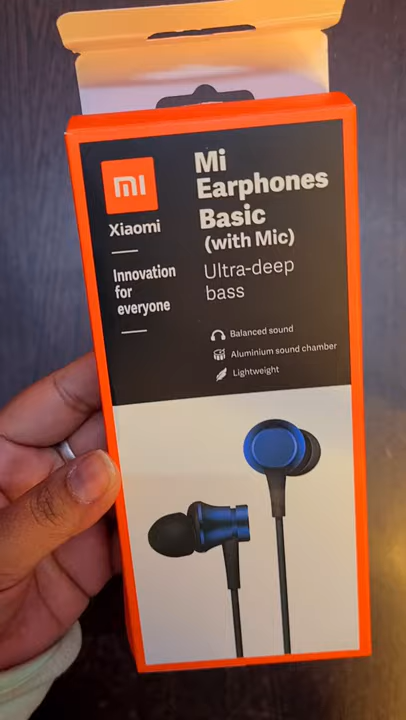 mi
Xiaomi
Innovation
for
everyone
Mi
Earphones
Basic
(with Mic)
Ultra-deep
bass
Balanced sound
Aluminium sound chamber
Lightweight